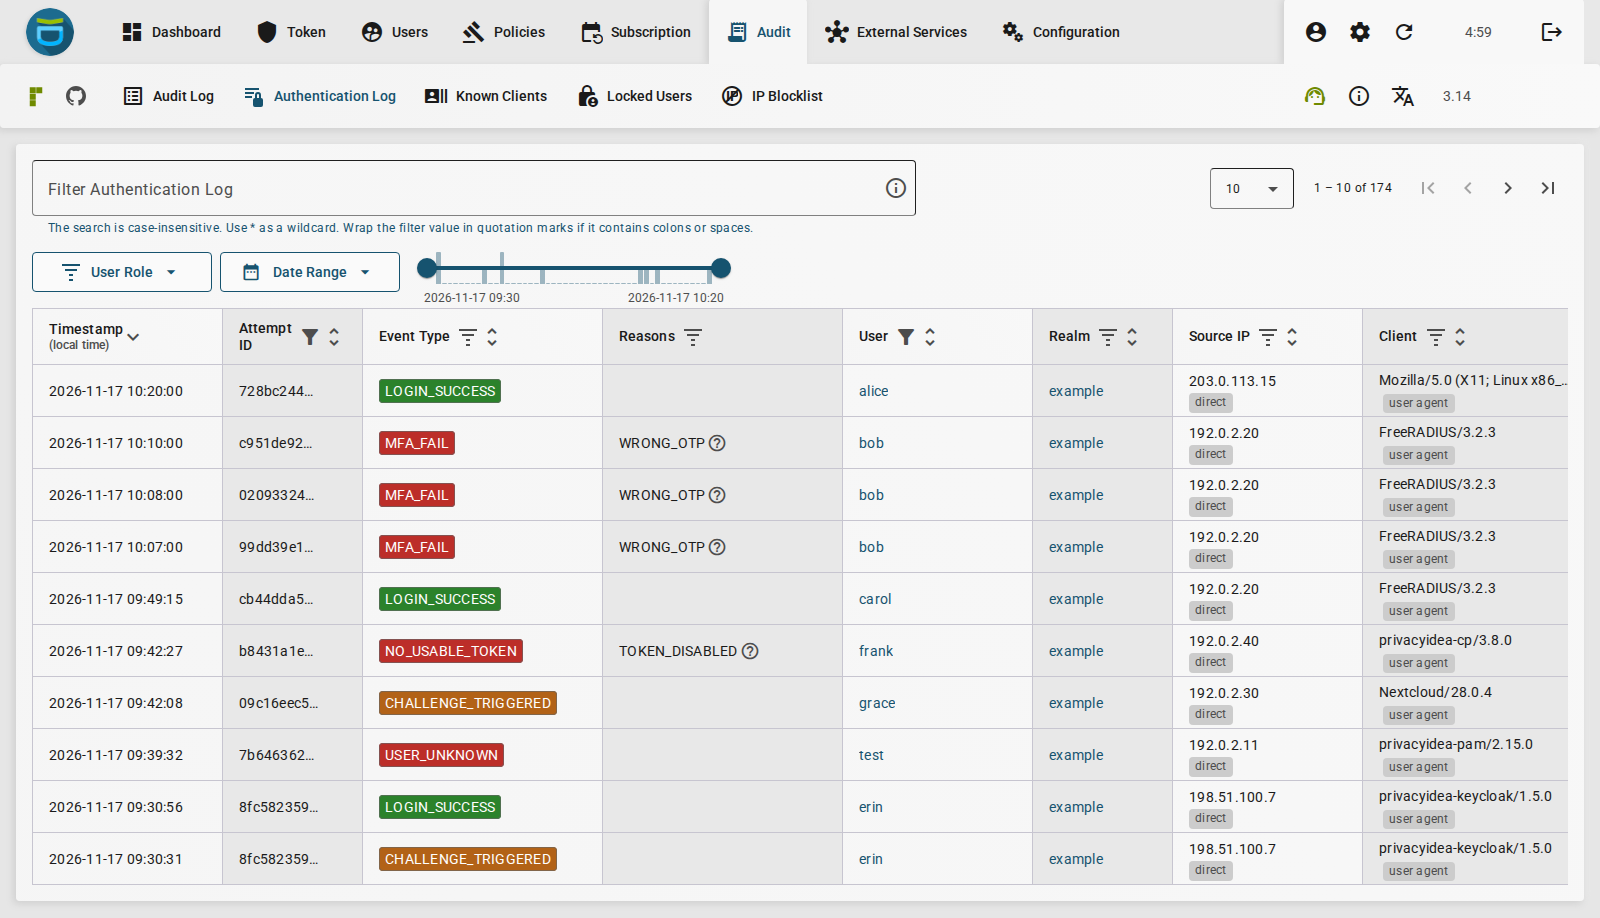 Dashboard Token Users Policies Subscription Audit External Services Configuration 4:59
Audit Log Authentication Log Known Clients Locked Users IP Blocklist 3.14
Filter Authentication Log 10 1 – 10 of 174
The search is case-insensitive. Use * as a wildcard. Wrap the filter value in quotation marks if it contains colons or spaces.
User Role Date Range
2026-11-17 09:30 2026-11-17 10:20
Timestamp (local time) Attempt ID Event Type Reasons User Realm Source IP Client
2026-11-17 10:20:00 728bc244… LOGIN_SUCCESS alice example 203.0.113.15 direct Mozilla/5.0 (X11; Linux x86_… user agent
2026-11-17 10:10:00 c951de92… MFA_FAIL WRONG_OTP bob example 192.0.2.20 direct FreeRADIUS/3.2.3 user agent
2026-11-17 10:08:00 02093324… MFA_FAIL WRONG_OTP bob example 192.0.2.20 direct FreeRADIUS/3.2.3 user agent
2026-11-17 10:07:00 99dd39e1… MFA_FAIL WRONG_OTP bob example 192.0.2.20 direct FreeRADIUS/3.2.3 user agent
2026-11-17 09:49:15 cb44dda5… LOGIN_SUCCESS carol example 192.0.2.20 direct FreeRADIUS/3.2.3 user agent
2026-11-17 09:42:27 b8431a1e… NO_USABLE_TOKEN TOKEN_DISABLED frank example 192.0.2.40 direct privacyidea-cp/3.8.0 user agent
2026-11-17 09:42:08 09c16eec5… CHALLENGE_TRIGGERED grace example 192.0.2.30 direct Nextcloud/28.0.4 user agent
2026-11-17 09:39:32 7b646362… USER_UNKNOWN test example 192.0.2.11 direct privacyidea-pam/2.15.0 user agent
2026-11-17 09:30:56 8fc582359… LOGIN_SUCCESS erin example 198.51.100.7 direct privacyidea-keycloak/1.5.0 user agent
2026-11-17 09:30:31 8fc582359… CHALLENGE_TRIGGERED erin example 198.51.100.7 direct privacyidea-keycloak/1.5.0 user agent